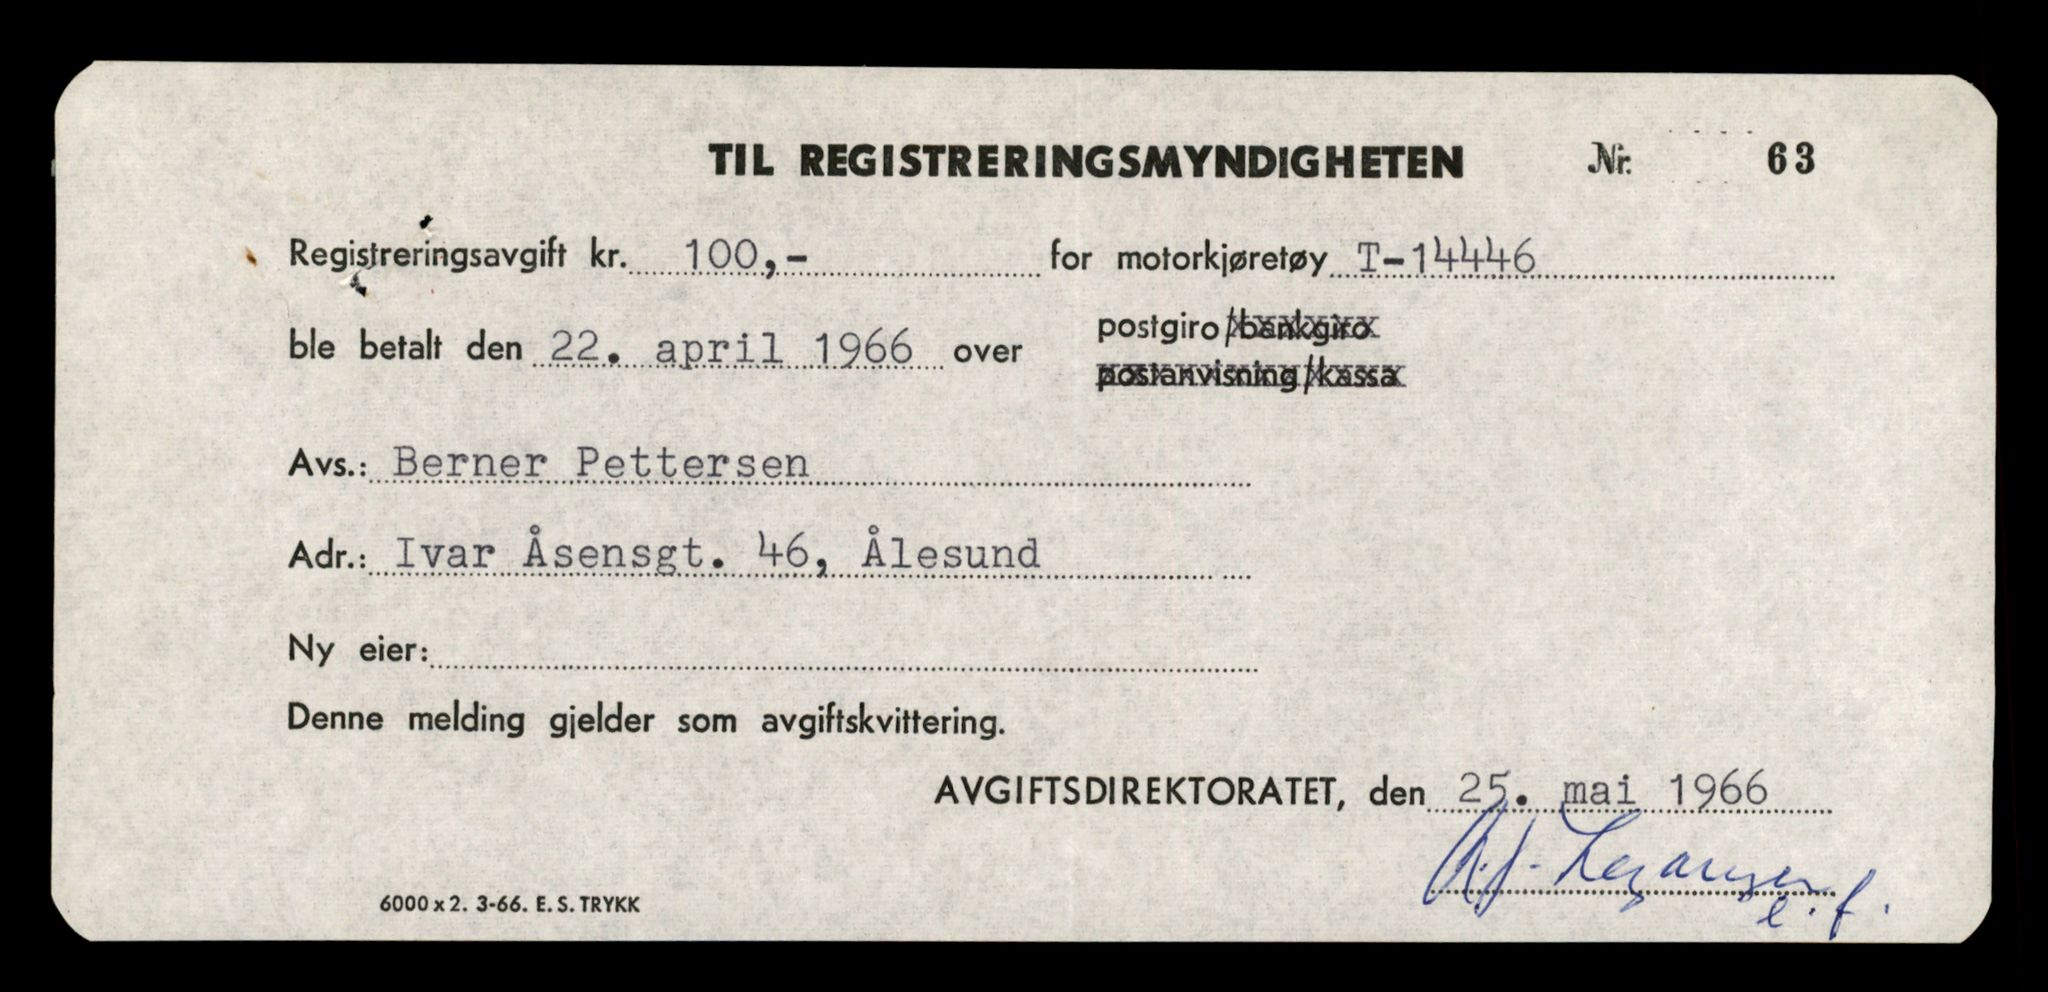 TIL REGISTRERINGSMYNDIGHETEN Nr. 63
Registreringsavgift kr. 100,- for motorkjøretøy T-14446
ble betalt den 22. april 1966 over postgiro/bankgiro
postanvisning/kassa
Avs.: Berner Pettersen
Adr.: Ivar Åsensgt. 46, Ålesund
Ny eier:
Denne melding gjelder som avgiftskvittering.
AVGIFTSDIREKTORATET, den 25. mai 1966
e.f.
6000 x 2. 3-66. E. S. TRYKK